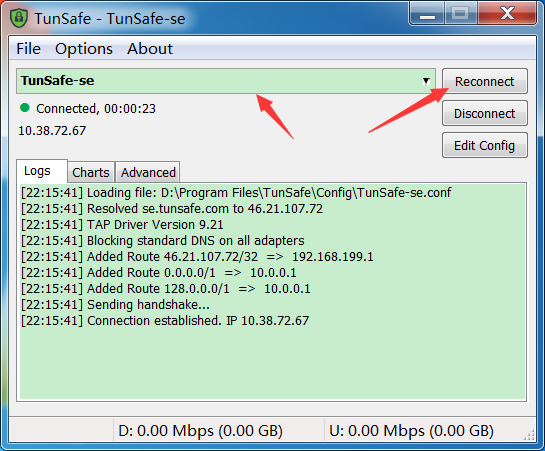 TunSafe - TunSafe-se
File Options About
TunSafe-se
Reconnect
Connected, 00:00:23
Disconnect
10.38.72.67
Edit Config
Logs Charts Advanced
[22:15:41] Loading file: D:\Program Files\TunSafe\Config\TunSafe-se.conf
[22:15:41] Resolved se.tunsafe.com to 46.21.107.72
[22:15:41] TAP Driver Version 9.21
[22:15:41] Blocking standard DNS on all adapters
[22:15:41] Added Route 46.21.107.72/32 => 192.168.199.1
[22:15:41] Added Route 0.0.0.0/1 => 10.0.0.1
[22:15:41] Added Route 128.0.0.0/1 => 10.0.0.1
[22:15:41] Sending handshake...
[22:15:41] Connection established. IP 10.38.72.67
D: 0.00 Mbps (0.00 GB) U: 0.00 Mbps (0.00 GB)